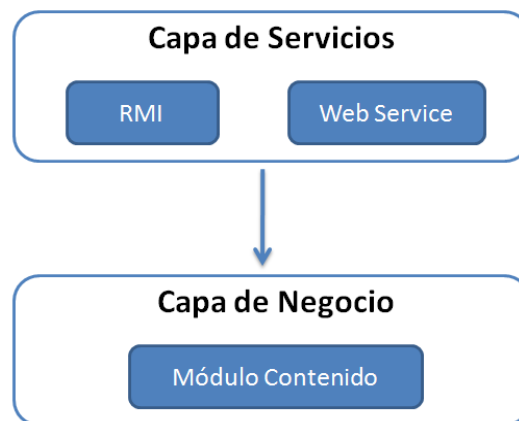 Capa de Servicios
RMI
Web Service
Capa de Negocio
Módulo Contenido